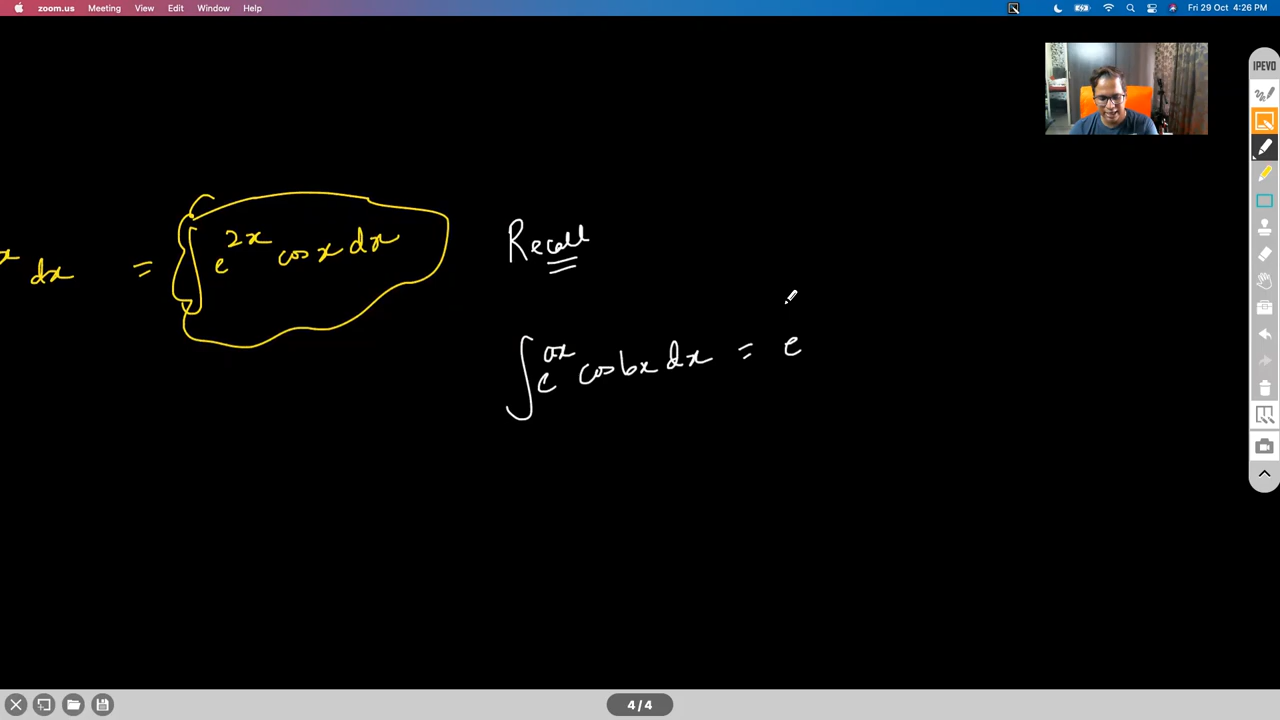 zoom.us Meeting View Edit Window Help Fri 29 Oct 4:26 PM
IPEVO
x dx = ∫ e^{2x} cos x dx
Recall
∫ e^{ax} cos bx dx = e
4 / 4